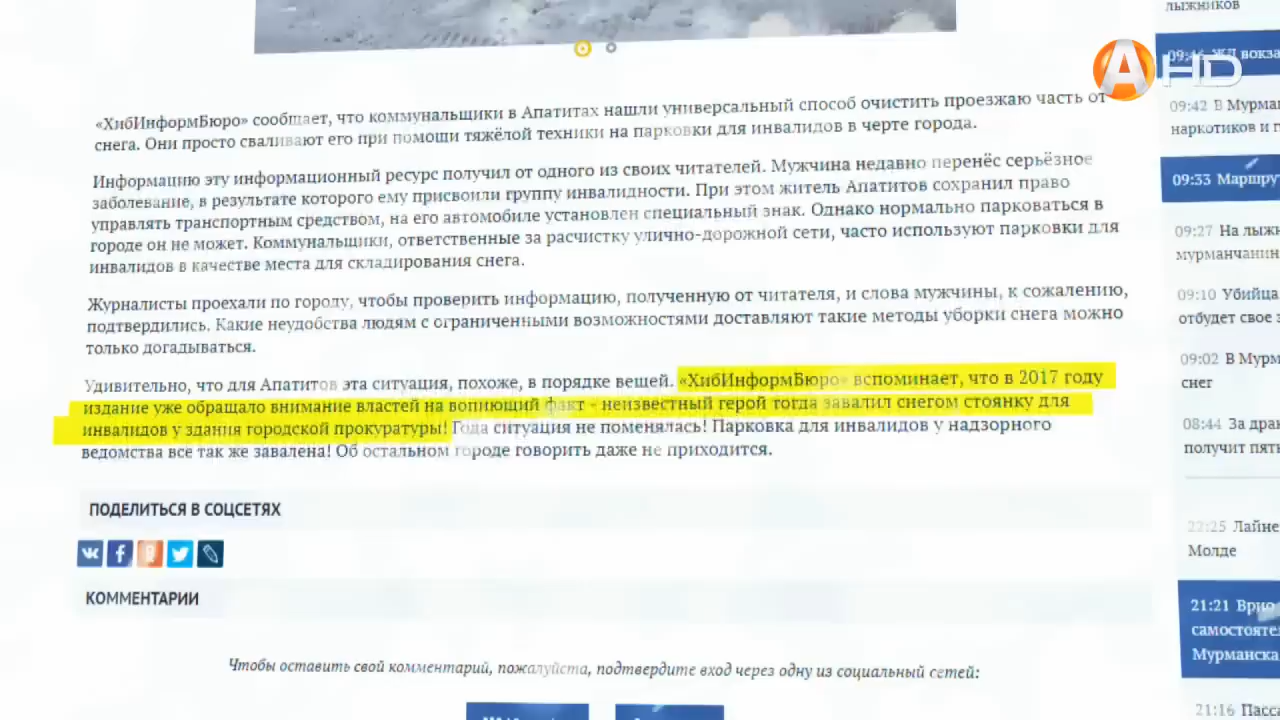 лыжников
09:46 ЖД вокза
А HD
«ХибИнформБюро» сообщает, что коммунальщики в Апатитах нашли универсальный способ очистить проезжаю часть от
снега. Они просто сваливают его при помощи тяжёлой техники на парковки для инвалидов в черте города.
Информацию эту информационный ресурс получил от одного из своих читателей. Мужчина недавно перенёс серьёзное
заболевание, в результате которого ему присвоили группу инвалидности. При этом житель Апатитов сохранил право
управлять транспортным средством, на его автомобиле установлен специальный знак. Однако нормально парковаться в
городе он не может. Коммунальщики, ответственные за расчистку улично-дорожной сети, часто используют парковки для
инвалидов в качестве места для складирования снега.
Журналисты проехали по городу, чтобы проверить информацию, полученную от читателя, и слова мужчины, к сожалению,
подтвердились. Какие неудобства людям с ограниченными возможностями доставляют такие методы уборки снега можно
только догадываться.
Удивительно, что для Апатитов эта ситуация, похоже, в порядке вещей. «ХибИнформБюро» вспоминает, что в 2017 году
издание уже обращало внимание властей на вопиющий факт - неизвестный герой тогда завалил снегом стоянку для
инвалидов у здания городской прокуратуры! Года ситуация не поменялась! Парковка для инвалидов у надзорного
ведомства все так же завалена! Об остальном городе говорить даже не приходится.
ПОДЕЛИТЬСЯ В СОЦСЕТЯХ
КОММЕНТАРИИ
Чтобы оставить свой комментарий, пожалуйста, подтвердите вход через одну из социальный сетей:
09:42 В Мурма
наркотиков и г
09:33 Маршрут
09:27 На лыжн
мурманчанин
09:10 Убийца
отбудет свое з
09:02 В Мурм
снег
08:44 За драк
получит пять
22:25 Лайне
Молде
21:21 Врио
самостоятел
Мурманска
21:16 Пасса